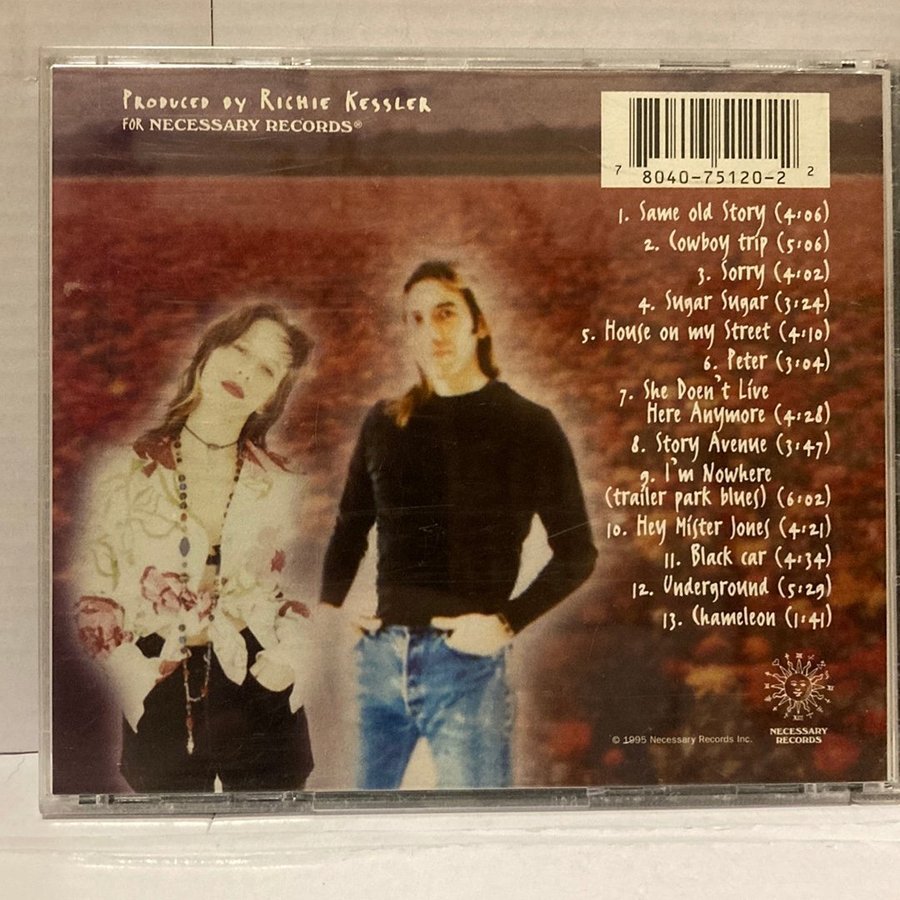 PRODUCED BY RICHIE KESSLER
FOR NECESSARY RECORDS®
7 8040-75120-2 2
1. Same old Story (4:06)
2. Cowboy trip (5:06)
3. Sorry (4:02)
4. Sugar Sugar (3:24)
5. House on my Street (4:10)
6. Peter (3:04)
7. She Doen't Live
Here Anymore (4:28)
8. Story Avenue (3:47)
9. I'm Nowhere
(trailer park blues) (6:02)
10. Hey Mister Jones (4:21)
11. Black car (4:34)
12. Underground (5:29)
13. Chameleon (1:41)
NECESSARY
RECORDS
© 1995 Necessary Records Inc.